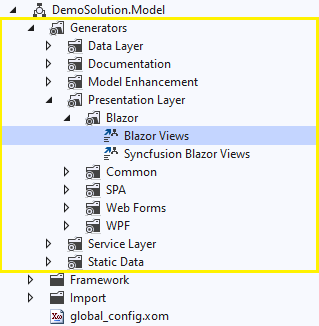 DemoSolution.Model
Generators
Data Layer
Documentation
Model Enhancement
Presentation Layer
Blazor
Blazor Views
Syncfusion Blazor Views
Common
SPA
Web Forms
WPF
Service Layer
Static Data
Framework
Import
global_config.xom